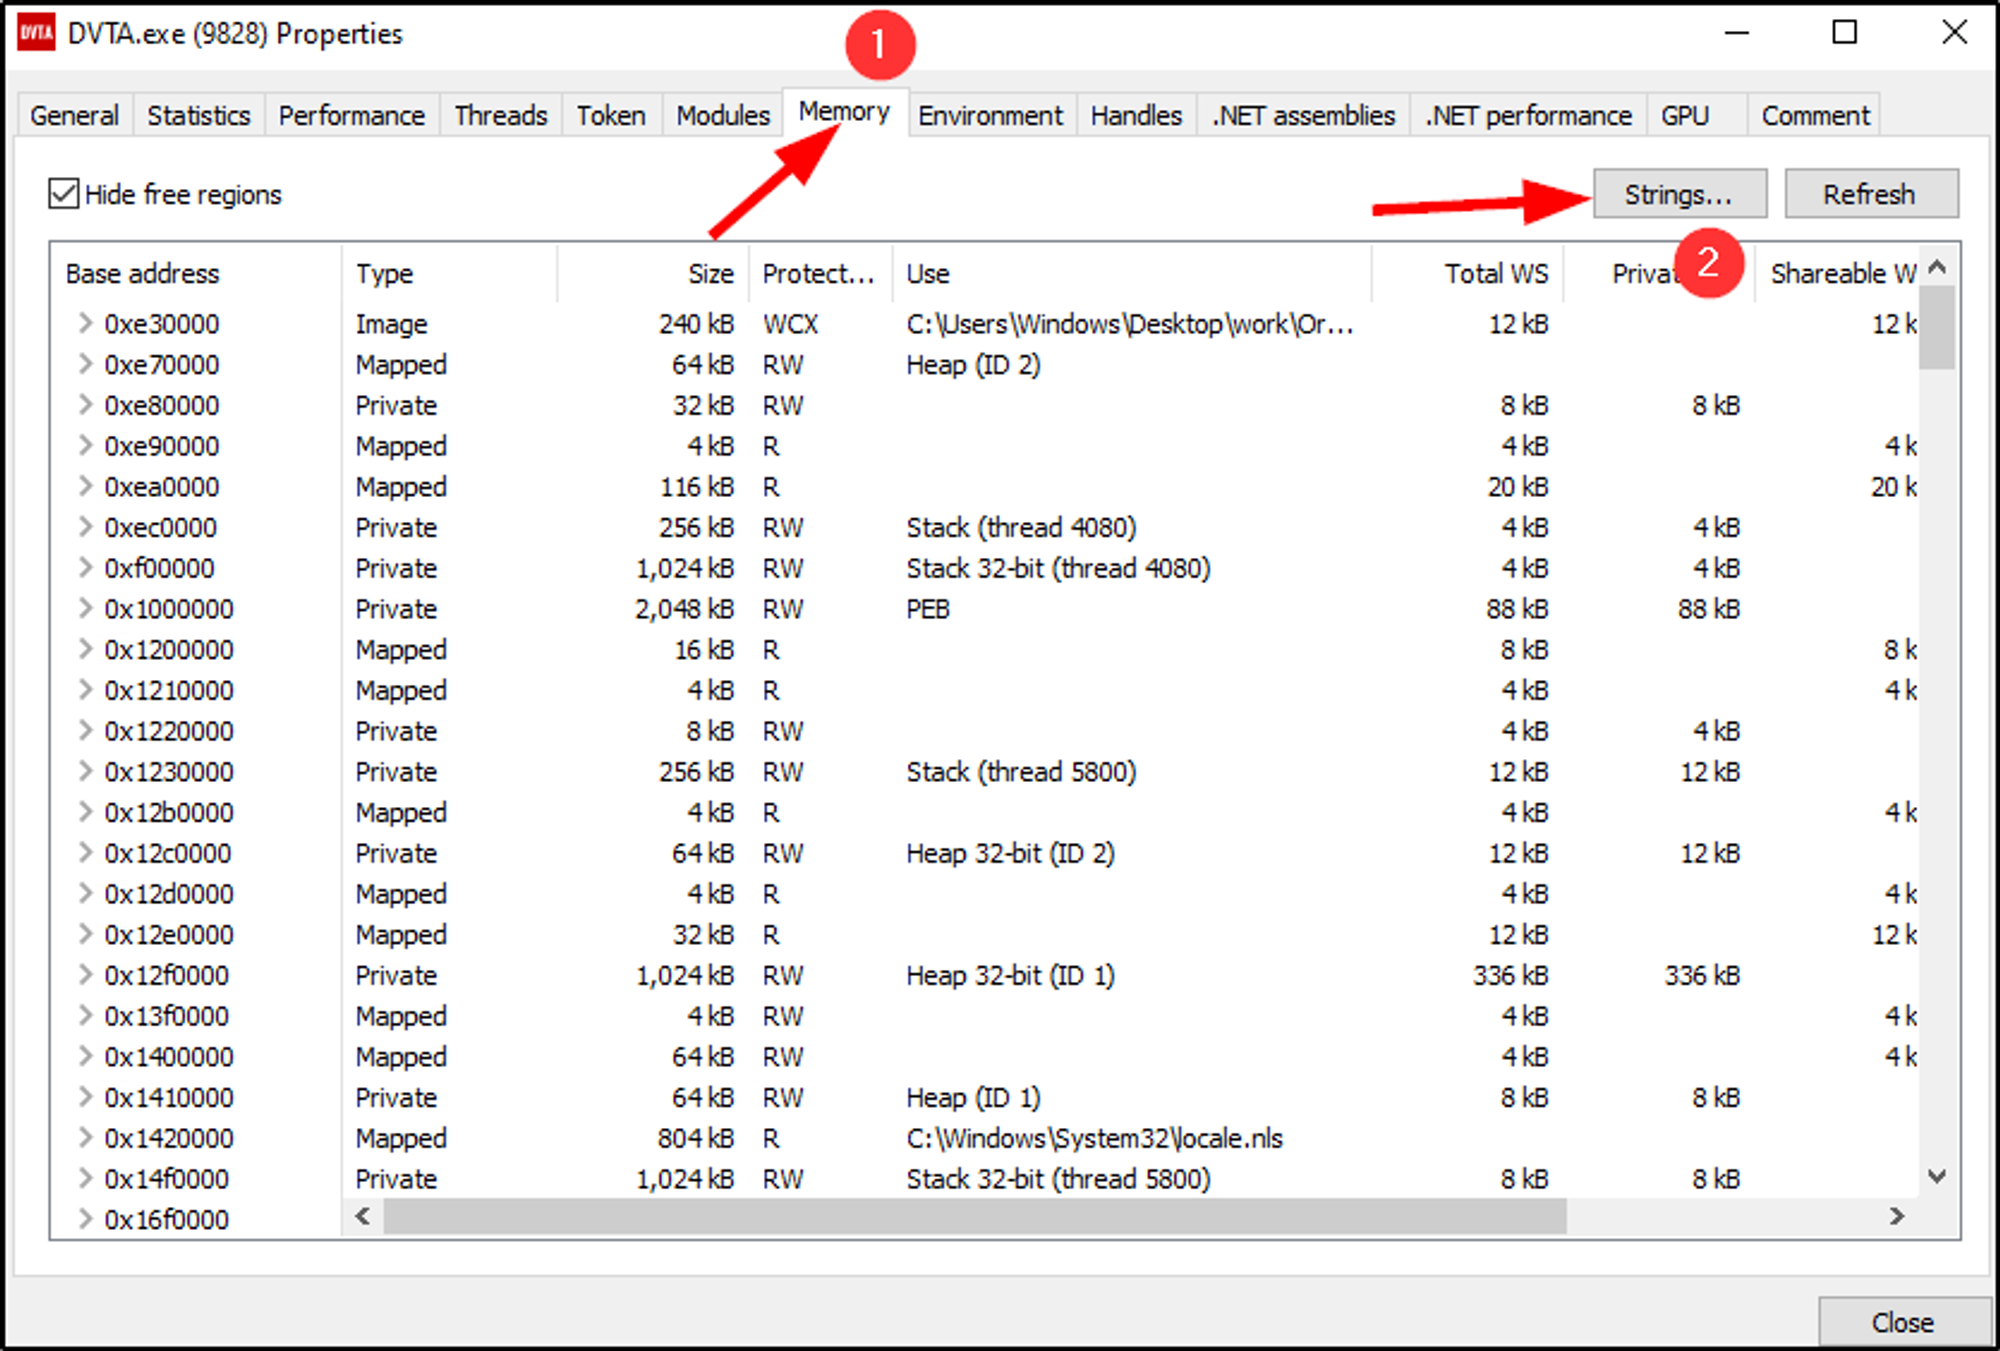 DVTA DVTA.exe (9828) Properties
1
General Statistics Performance Threads Token Modules Memory Environment Handles .NET assemblies .NET performance GPU Comment
Hide free regions Strings... Refresh
2
Base address Type Size Protect... Use Total WS Privat Shareable W
0xe30000 Image 240 kB WCX C:\Users\Windows\Desktop\work\Or... 12 kB 12 k
0xe70000 Mapped 64 kB RW Heap (ID 2)
0xe80000 Private 32 kB RW 8 kB 8 kB
0xe90000 Mapped 4 kB R 4 kB 4 k
0xea0000 Mapped 116 kB R 20 kB 20 k
0xec0000 Private 256 kB RW Stack (thread 4080) 4 kB 4 kB
0xf00000 Private 1,024 kB RW Stack 32-bit (thread 4080) 4 kB 4 kB
0x1000000 Private 2,048 kB RW PEB 88 kB 88 kB
0x1200000 Mapped 16 kB R 8 kB 8 k
0x1210000 Mapped 4 kB R 4 kB 4 k
0x1220000 Private 8 kB RW 4 kB 4 kB
0x1230000 Private 256 kB RW Stack (thread 5800) 12 kB 12 kB
0x12b0000 Mapped 4 kB R 4 kB 4 k
0x12c0000 Private 64 kB RW Heap 32-bit (ID 2) 12 kB 12 kB
0x12d0000 Mapped 4 kB R 4 kB 4 k
0x12e0000 Mapped 32 kB R 12 kB 12 k
0x12f0000 Private 1,024 kB RW Heap 32-bit (ID 1) 336 kB 336 kB
0x13f0000 Mapped 4 kB RW 4 kB 4 k
0x1400000 Mapped 64 kB RW 4 kB 4 k
0x1410000 Private 64 kB RW Heap (ID 1) 8 kB 8 kB
0x1420000 Mapped 804 kB R C:\Windows\System32\locale.nls
0x14f0000 Private 1,024 kB RW Stack 32-bit (thread 5800) 8 kB 8 kB
0x16f0000
Close